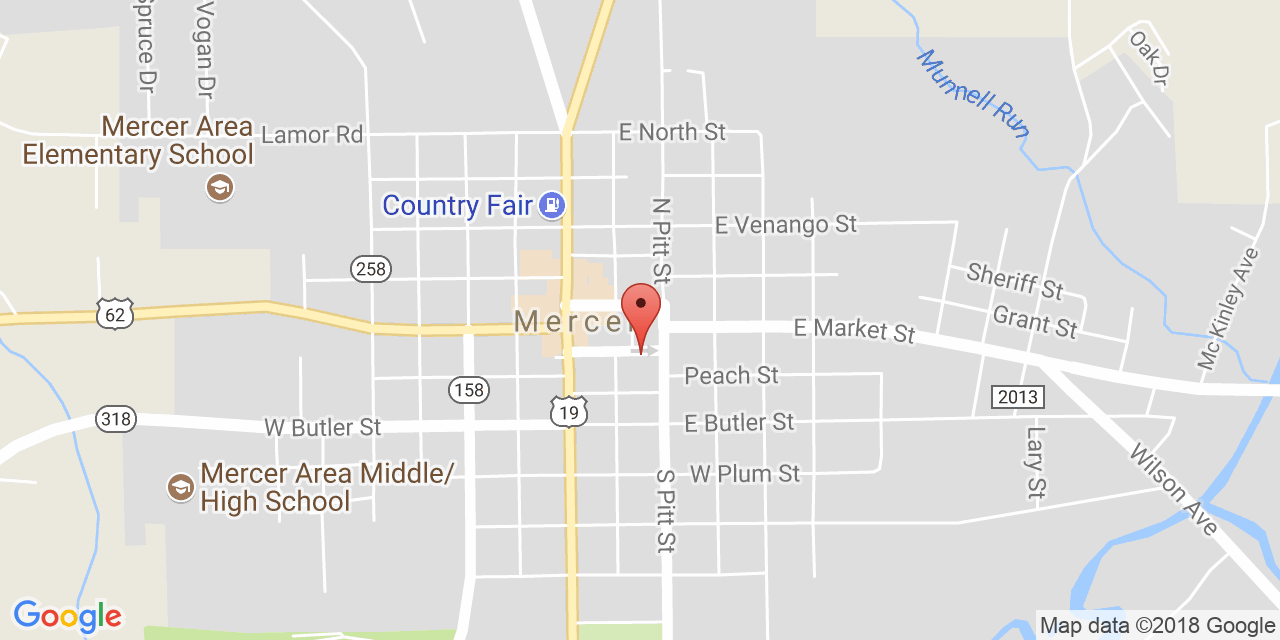 Spruce Dr
Vogan Dr
Oak Dr
Munnell Run
Mercer Area
Elementary School
Lamor Rd
E North St
Country Fair
N Pitt St
E Venango St
258
Sheriff St
Mc Kinley Ave
62
Mercer
Grant St
E Market St
Peach St
158
2013
318
19
W Butler St
E Butler St
Lary St
Mercer Area Middle/
High School
W Plum St
S Pitt St
Wilson Ave
Google
Map data ©2018 Google